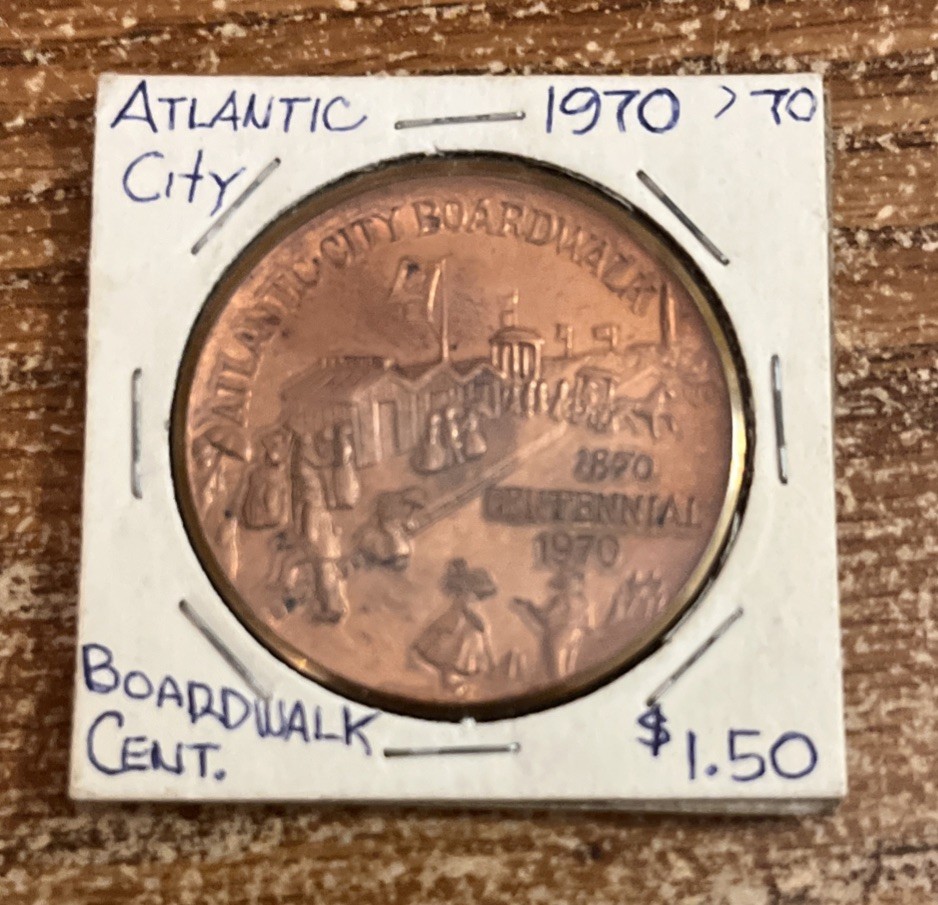 ATLANTIC 1970 >70
City
ATLANTIC·CITY BOARDWALK
1870
CENTENNIAL
1970
BOARDWALK
CENT. $1.50